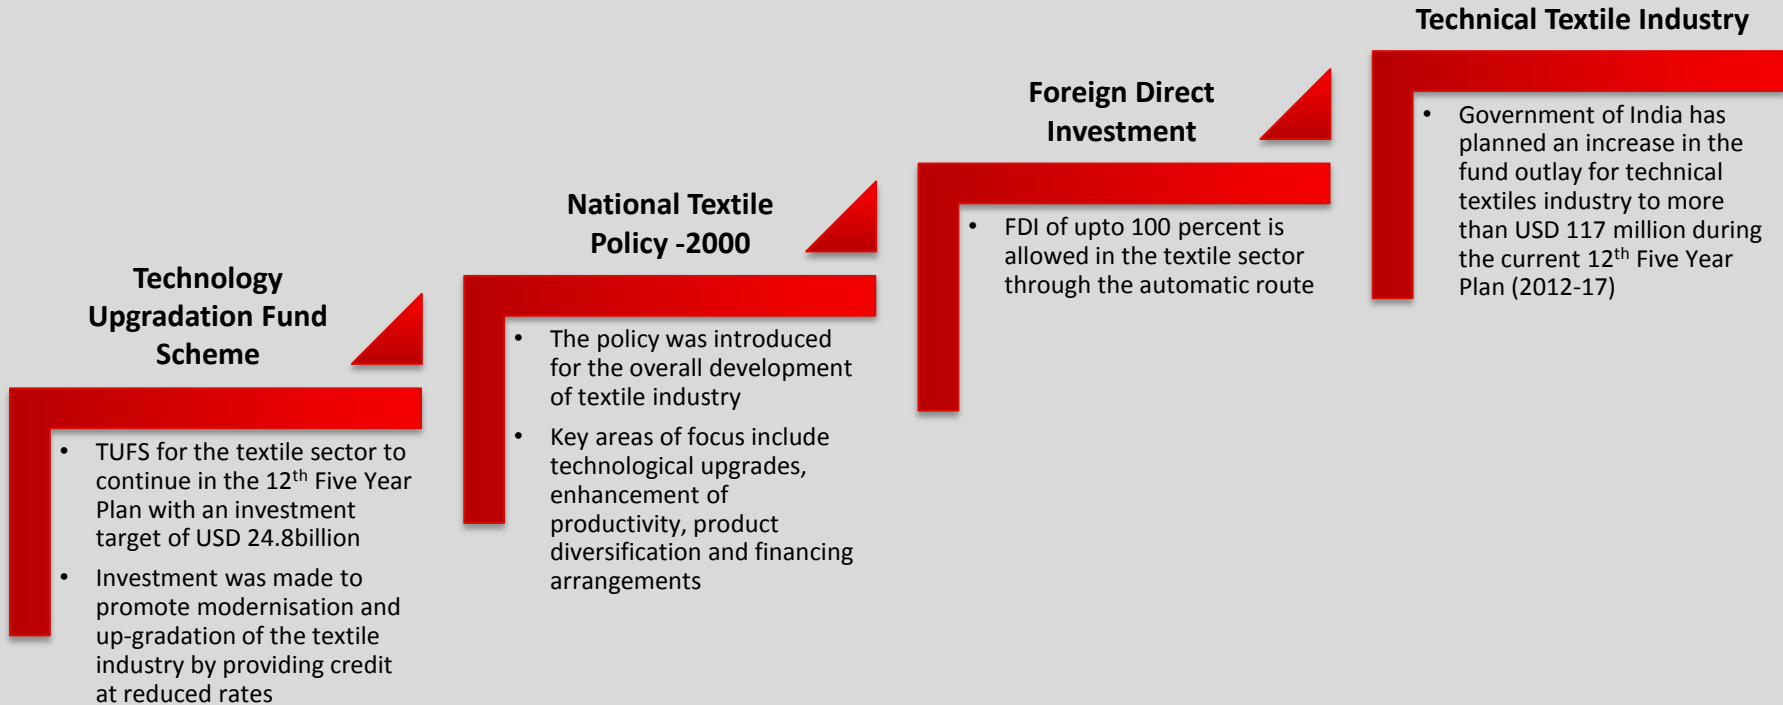 Technology
Upgradation Fund
Scheme
• TUFS for the textile sector to
continue in the 12th Five Year
Plan with an investment
target of USD 24.8billion
• Investment was made to
promote modernisation and
up-gradation of the textile
industry by providing credit
at reduced rates
National Textile
Policy -2000
• The policy was introduced
for the overall development
of textile industry
• Key areas of focus include
technological upgrades,
enhancement of
productivity, product
diversification and financing
arrangements
Foreign Direct
Investment
• FDI of upto 100 percent is
allowed in the textile sector
through the automatic route
Technical Textile Industry
• Government of India has
planned an increase in the
fund outlay for technical
textiles industry to more
than USD 117 million during
the current 12th Five Year
Plan (2012-17)